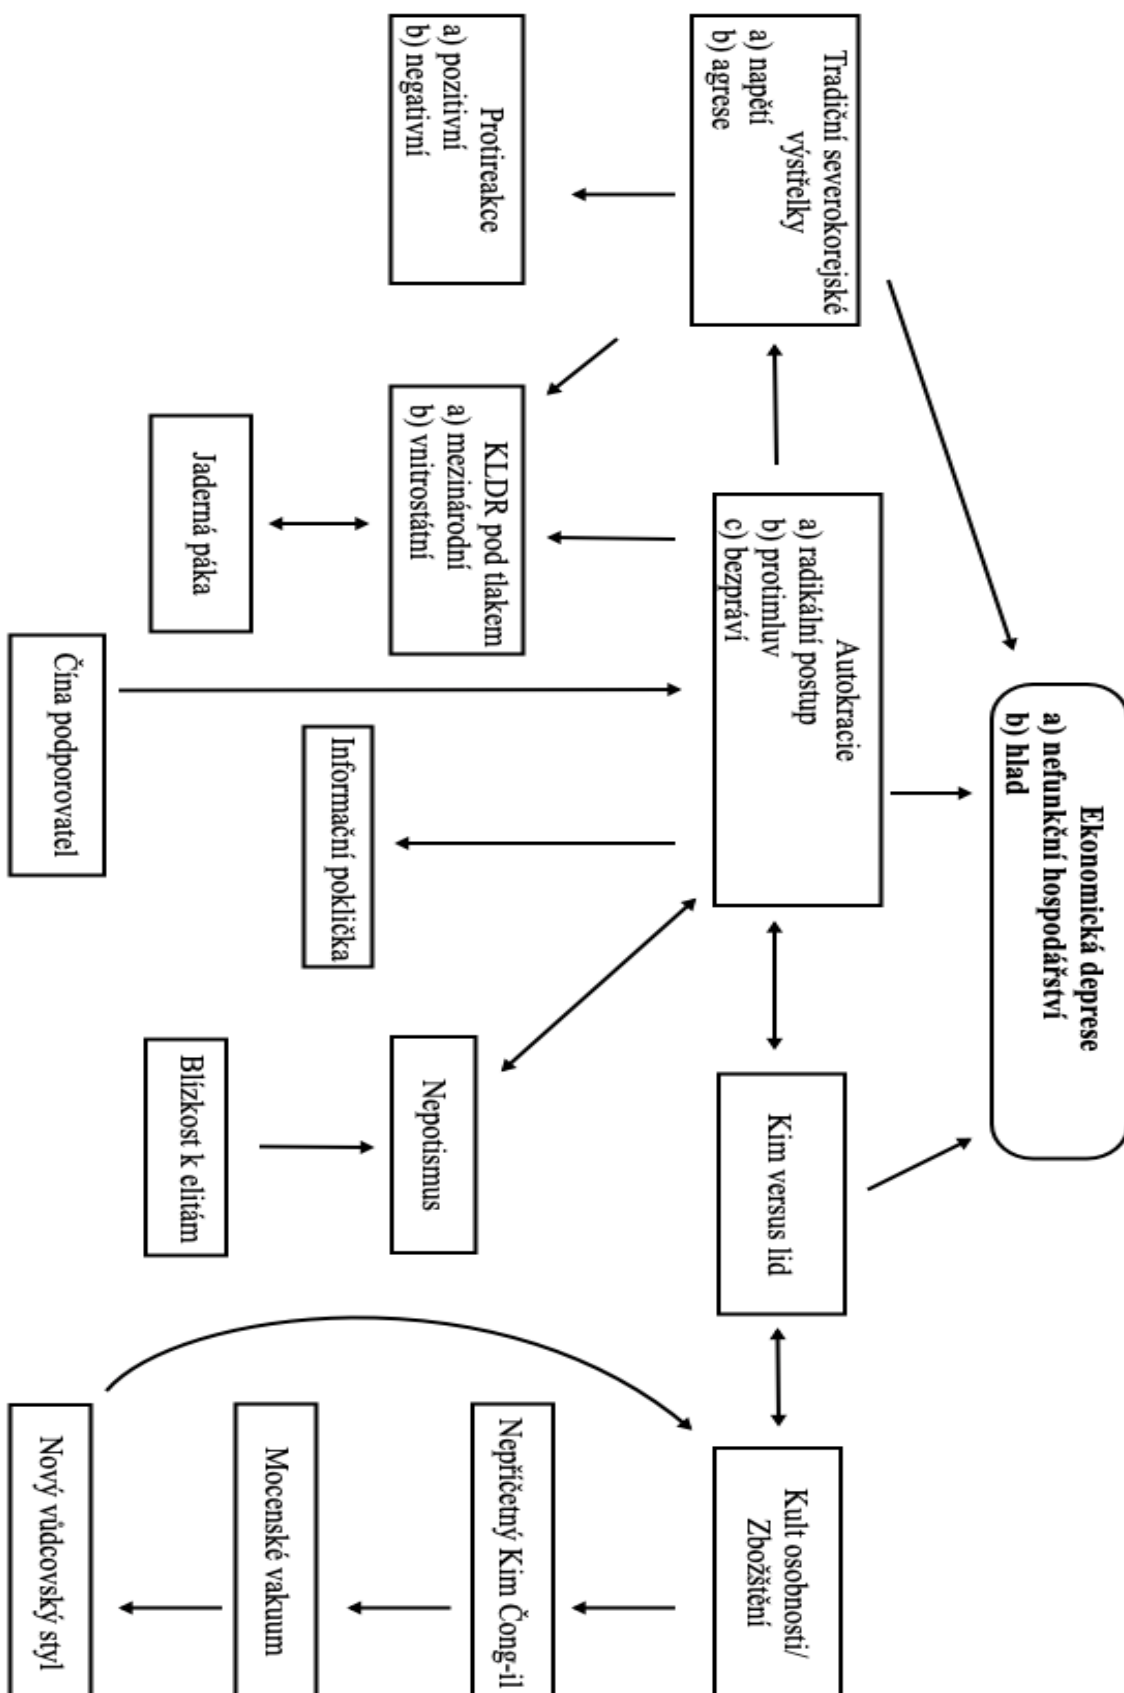 Ekonomická deprese
a) nefunkční hospodářství
b) hlad
Tradiční severokorejské
výstřelky
a) napětí
b) agrese
Autokracie
a) radikální postup
b) protimluv
c) bezpráví
Kim versus lid
Kult osobnosti/
Zbožštění
Protireakce
a) pozitivní
b) negativní
KLDR pod tlakem
a) mezinárodní
b) vnitrostátní
Informační poklička
Nepotismus
Nepříčetný Kim Čong-il
Jaderná páka
Blízkost k elitám
Mocenské vakuum
Čína podporovatel
Nový vůdcovský styl